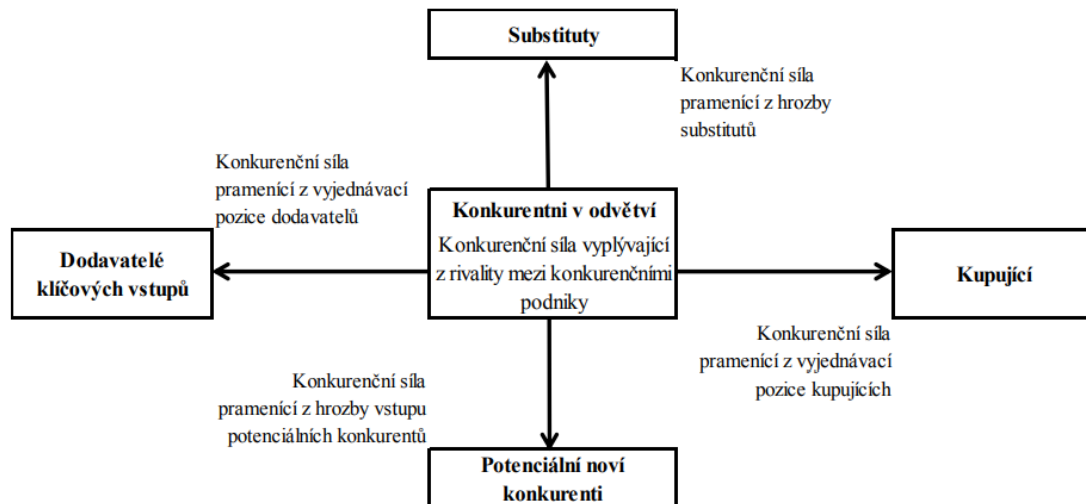 Substituty
Konkurenční síla
pramenící z hrozby
substitutů
Konkurenční síla
pramenící z vyjednávací
pozice dodavatelů
Konkurentni v odvětví
Konkurenční síla vyplývající
z rivality mezi konkurenčními
podniky
Dodavatelé
klíčových vstupů
Kupující
Konkurenční síla
pramenící z vyjednávací
pozice kupujících
Konkurenční síla
pramenící z hrozby vstupu
potenciálních konkurentů
Potenciální noví
konkurenti